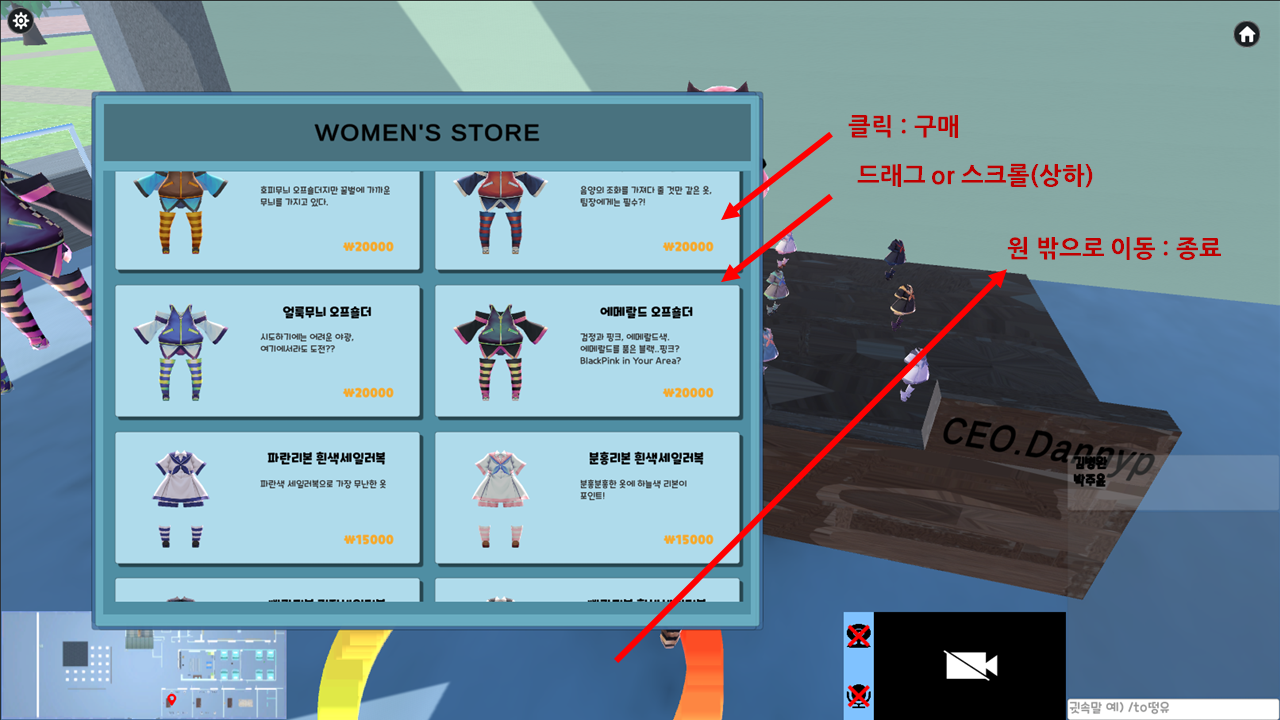 WOMEN'S STORE
클릭 : 구매
드래그 or 스크롤(상하)
원 밖으로 이동 : 종료
호피무늬 오프숄더지만 꿀벌에 가까운
무늬를 가지고 있다.
₩20000
음양의 조화를 가져다 줄 것만 같은 옷,
팀장에게는 필수?!
₩20000
얼룩무늬 오프숄더
시도하기에는 어려운 야광,
여기에서라도 도전??
₩20000
에메랄드 오프숄더
검정과 핑크, 에메랄드색.
에메랄드를 품은 블랙..핑크?
BlackPink in Your Area?
₩20000
파란리본 흰색세일러복
파란색 세일러복으로 가장 무난한 옷
₩15000
분홍리본 흰색세일러복
분홍분홍한 옷에 하늘색 리본이
포인트!
₩15000
CEO.Dannyp
김병완
박주율
귓속말 예) /to명유